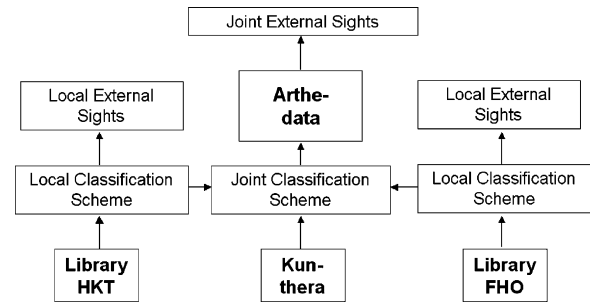 Joint External Sights
Local External
Sights
Arthe-
data
Local External
Sights
Local Classification
Scheme
Joint Classification
Scheme
Local Classification
Scheme
Library
HKT
Kun-
thera
Library
FHO